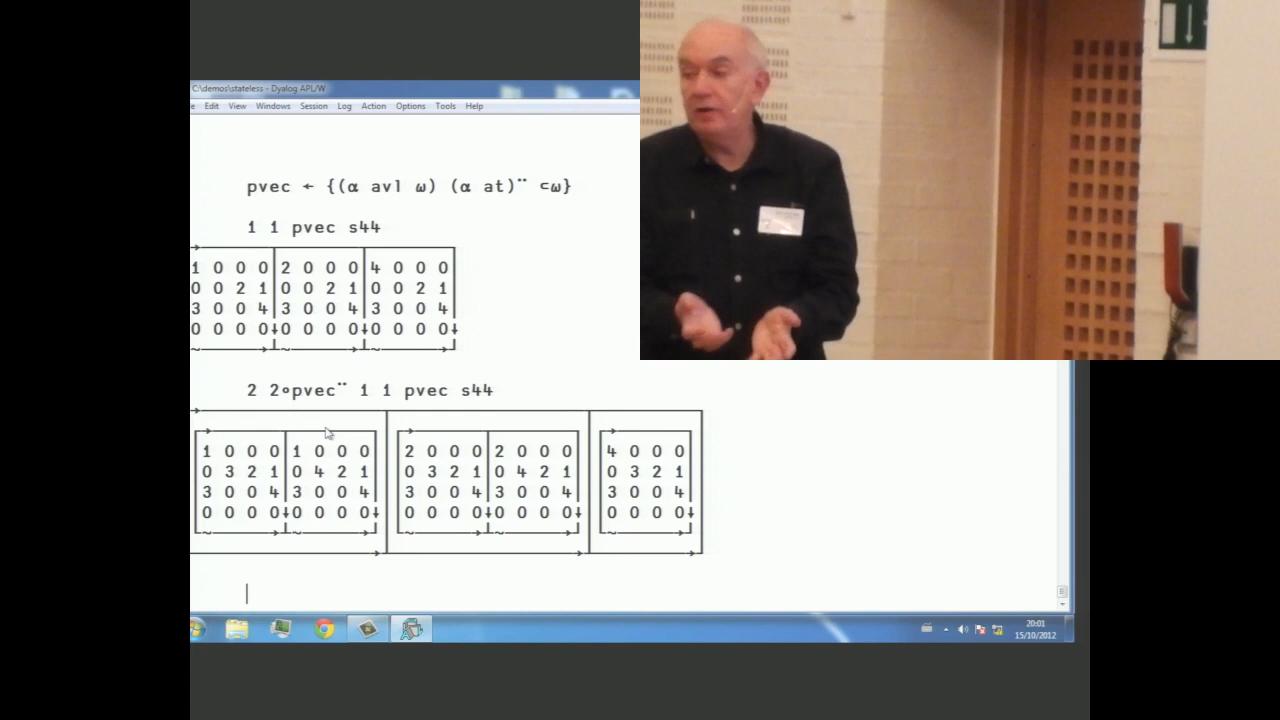 C:\demos\stateless - Dyalog APL/W
Edit View Windows Session Log Action Options Tools Help
pvec ← {(⍺ avl ⍵) (⍺ at)¨ ⊂⍵}
1 1 pvec s44
1 0 0 0 2 0 0 0 4 0 0 0
0 0 2 1 0 0 2 1 0 0 2 1
3 0 0 4 3 0 0 4 3 0 0 4
0 0 0 0 0 0 0 0 0 0 0 0
2 2∘pvec¨ 1 1 pvec s44
1 0 0 0 1 0 0 0 2 0 0 0 2 0 0 0 4 0 0 0
0 3 2 1 0 4 2 1 0 3 2 1 0 4 2 1 0 3 2 1
3 0 0 4 3 0 0 4 3 0 0 4 3 0 0 4 3 0 0 4
0 0 0 0 0 0 0 0 0 0 0 0 0 0 0 0 0 0 0 0
20:01
15/10/2012